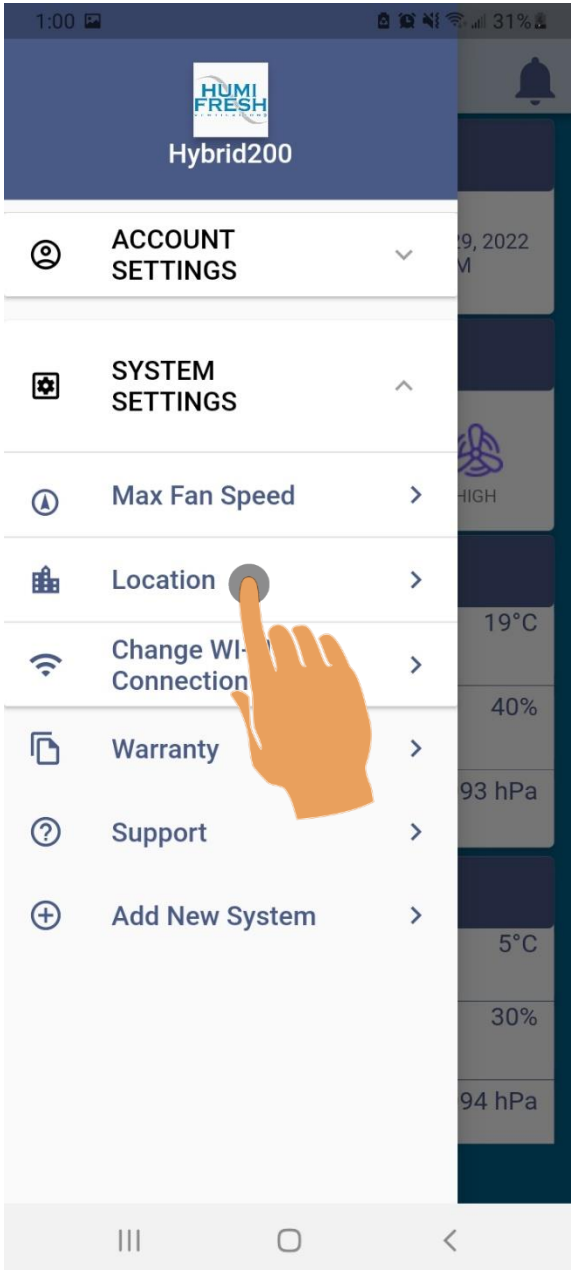 1:00
31%
HUMI
FRESH
Hybrid200
ACCOUNT
SETTINGS
9, 2022
M
SYSTEM
SETTINGS
Max Fan Speed
HIGH
Location
19°C
Change WI-
Connection
40%
Warranty
93 hPa
Support
Add New System
5°C
30%
94 hPa